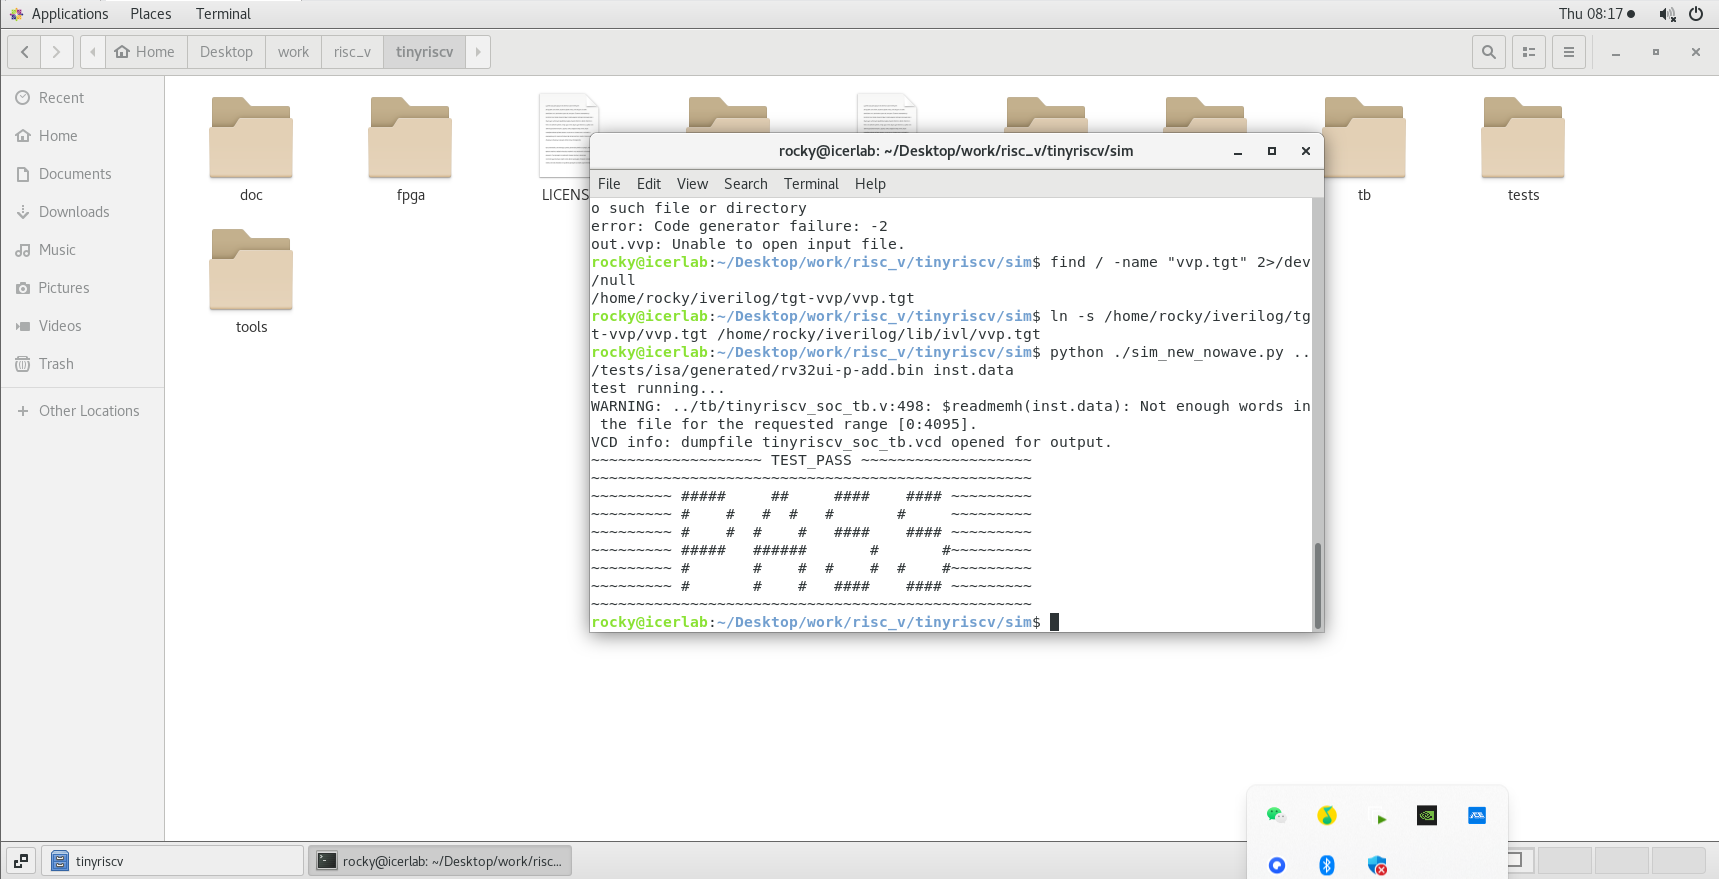 Applications Places Terminal Thu 08:17
Home Desktop work risc_v tinyriscv
Recent
Home
Documents
Downloads
Music
Pictures
Videos
Trash
Other Locations
doc
fpga
LICENS
tb
tests
tools
rocky@icerlab: ~/Desktop/work/risc_v/tinyriscv/sim
File Edit View Search Terminal Help
o such file or directory
error: Code generator failure: -2
out.vvp: Unable to open input file.
rocky@icerlab:~/Desktop/work/risc_v/tinyriscv/sim$ find / -name "vvp.tgt" 2>/dev
/null
/home/rocky/iverilog/tgt-vvp/vvp.tgt
rocky@icerlab:~/Desktop/work/risc_v/tinyriscv/sim$ ln -s /home/rocky/iverilog/tg
t-vvp/vvp.tgt /home/rocky/iverilog/lib/ivl/vvp.tgt
rocky@icerlab:~/Desktop/work/risc_v/tinyriscv/sim$ python ./sim_new_nowave.py ..
/tests/isa/generated/rv32ui-p-add.bin inst.data
test running...
WARNING: ../tb/tinyriscv_soc_tb.v:498: $readmemh(inst.data): Not enough words in
 the file for the requested range [0:4095].
VCD info: dumpfile tinyriscv_soc_tb.vcd opened for output.
~~~~~~~~~~~~~~~~~~~ TEST_PASS ~~~~~~~~~~~~~~~~~~~
~~~~~~~~~~~~~~~~~~~~~~~~~~~~~~~~~~~~~~~~~~~~~~~~~
~~~~~~~~~ #####     ##     ####    #### ~~~~~~~~~
~~~~~~~~~ #    #   #  #   #       #     ~~~~~~~~~
~~~~~~~~~ #    #  #    #   ####    #### ~~~~~~~~~
~~~~~~~~~ #####   ######       #       #~~~~~~~~~
~~~~~~~~~ #       #    #  #    #  #    #~~~~~~~~~
~~~~~~~~~ #       #    #   ####    #### ~~~~~~~~~
~~~~~~~~~~~~~~~~~~~~~~~~~~~~~~~~~~~~~~~~~~~~~~~~~
rocky@icerlab:~/Desktop/work/risc_v/tinyriscv/sim$
tinyriscv
rocky@icerlab: ~/Desktop/work/risc...